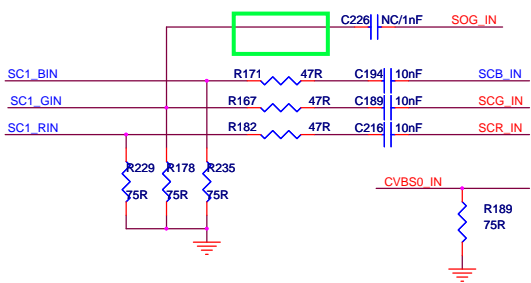 C226 NC/1nF SOG_IN
SC1_BIN R171 47R C194 10nF SCB_IN
SC1_GIN R167 47R C189 10nF SCG_IN
SC1_RIN R182 47R C216 10nF SCR_IN
R229 R178 R235
75R 75R 75R
CVBS0_IN
R189
75R